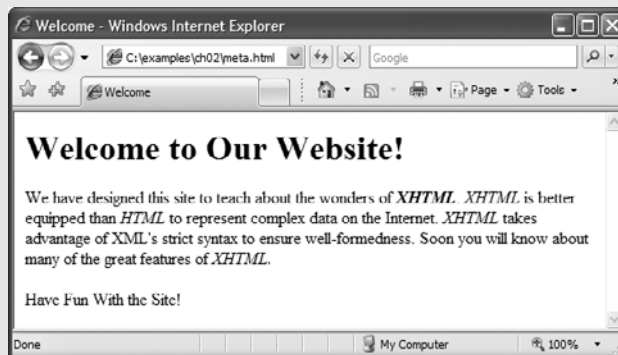 Welcome - Windows Internet Explorer
C:\examples\ch02\meta.html
Google
Welcome
Page
Tools
Welcome to Our Website!
We have designed this site to teach about the wonders of XHTML. XHTML is better
equipped than HTML to represent complex data on the Internet. XHTML takes
advantage of XML's strict syntax to ensure well-formedness. Soon you will know about
many of the great features of XHTML.
Have Fun With the Site!
Done
My Computer
100%